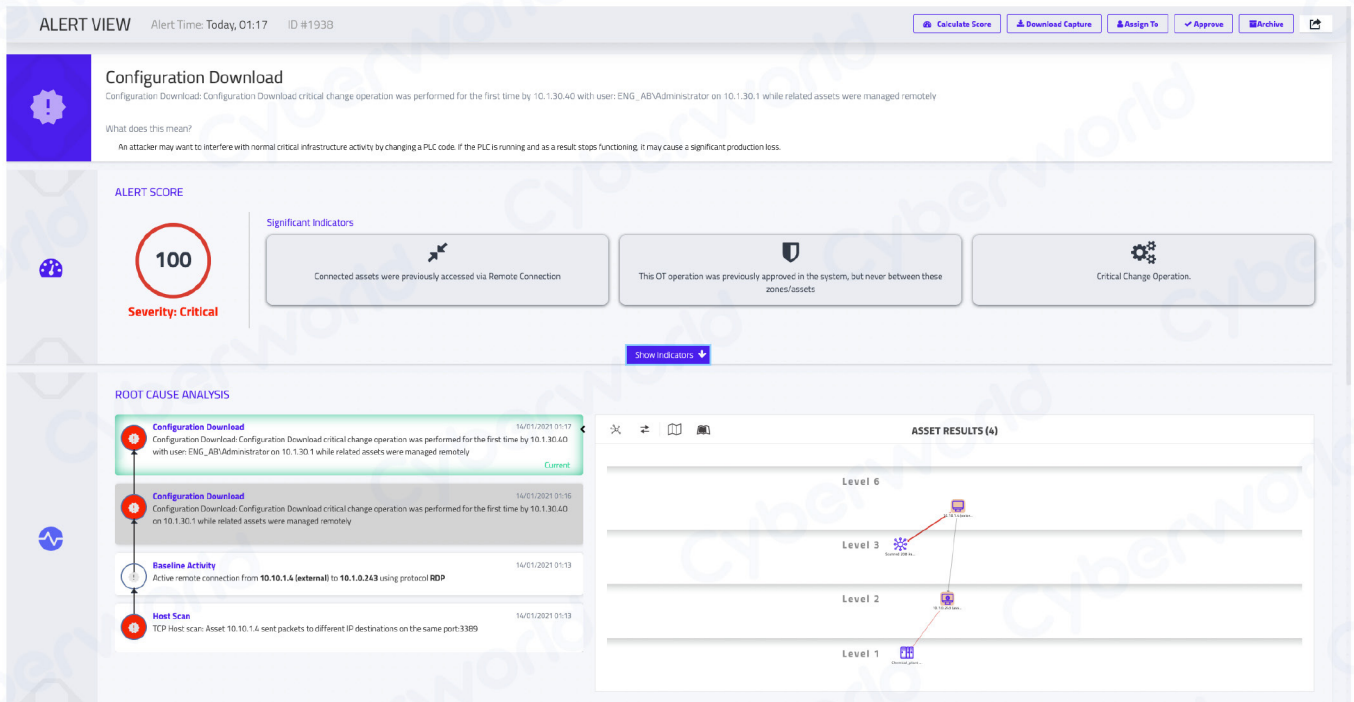 ALERT VIEW
Alert Time: Today, 01:17
ID #1938
Calculate Score
Download Capture
Assign To
Approve
Archive
Configuration Download
Configuration Download: Configuration Download critical change operation was performed for the first time by 10.1.30.40 with user: ENG_AB\Administrator on 10.1.30.1 while related assets were managed remotely
What does this mean?
An attacker may want to interfere with normal critical infrastructure activity by changing a PLC code. If the PLC is running and as a result stops functioning, it may cause a significant production loss.
ALERT SCORE
100
Severity: Critical
Significant Indicators
Connected assets were previously accessed via Remote Connection
This OT operation was previously approved in the system, but never between these
zones/assets
Critical Change Operation.
Show Indicators
ROOT CAUSE ANALYSIS
Configuration Download
14/01/2021 01:17
Configuration Download: Configuration Download critical change operation was performed for the first time by 10.1.30.40
with user: ENG_AB\Administrator on 10.1.30.1 while related assets were managed remotely
Current
Configuration Download
14/01/2021 01:16
Configuration Download: Configuration Download critical change operation was performed for the first time by 10.1.30.40
on 10.1.30.1 while related assets were managed remotely
Baseline Activity
14/01/2021 01:13
Active remote connection from 10.10.1.4 (external) to 10.1.0.243 using protocol RDP
Host Scan
14/01/2021 01:13
TCP Host scan: Asset 10.10.1.4 sent packets to different IP destinations on the same port:3389
ASSET RESULTS (4)
Level 6
Level 3
Level 2
Level 1
Cyberworld